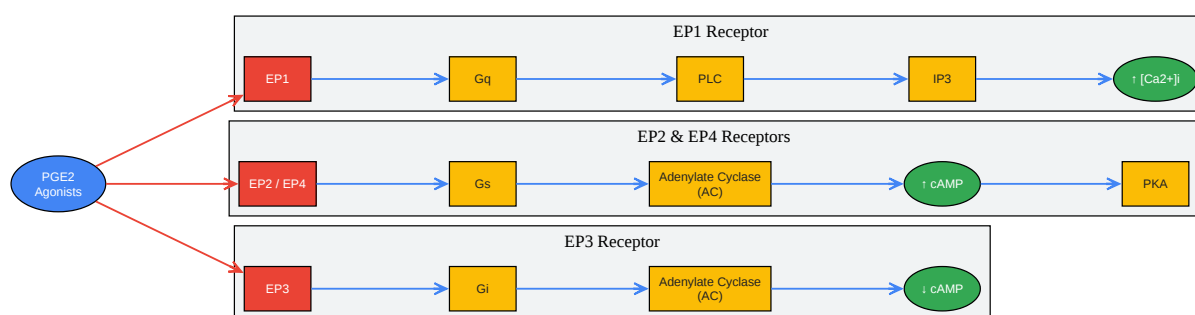 EP1 Receptor
EP1
Gq
PLC
IP3
↑ [Ca2+]i
EP2 & EP4 Receptors
PGE2
Agonists
EP2 / EP4
Gs
Adenylate Cyclase
(AC)
↑ cAMP
PKA
EP3 Receptor
EP3
Gi
Adenylate Cyclase
(AC)
↓ cAMP